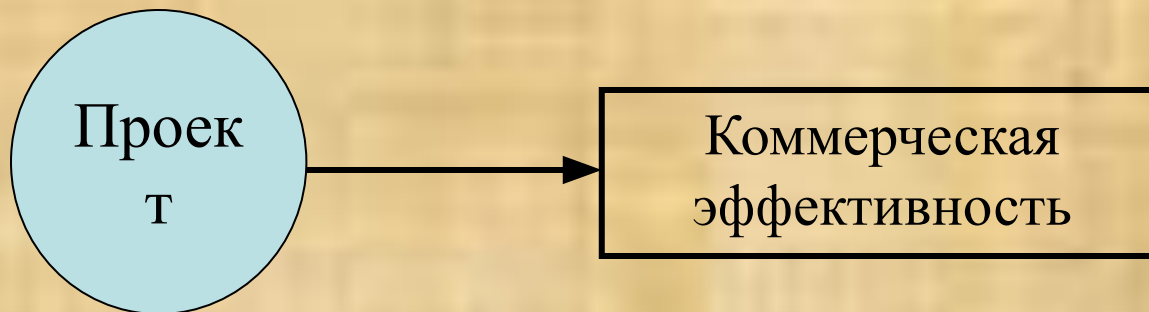 Проек
т
Коммерческая
эффективность